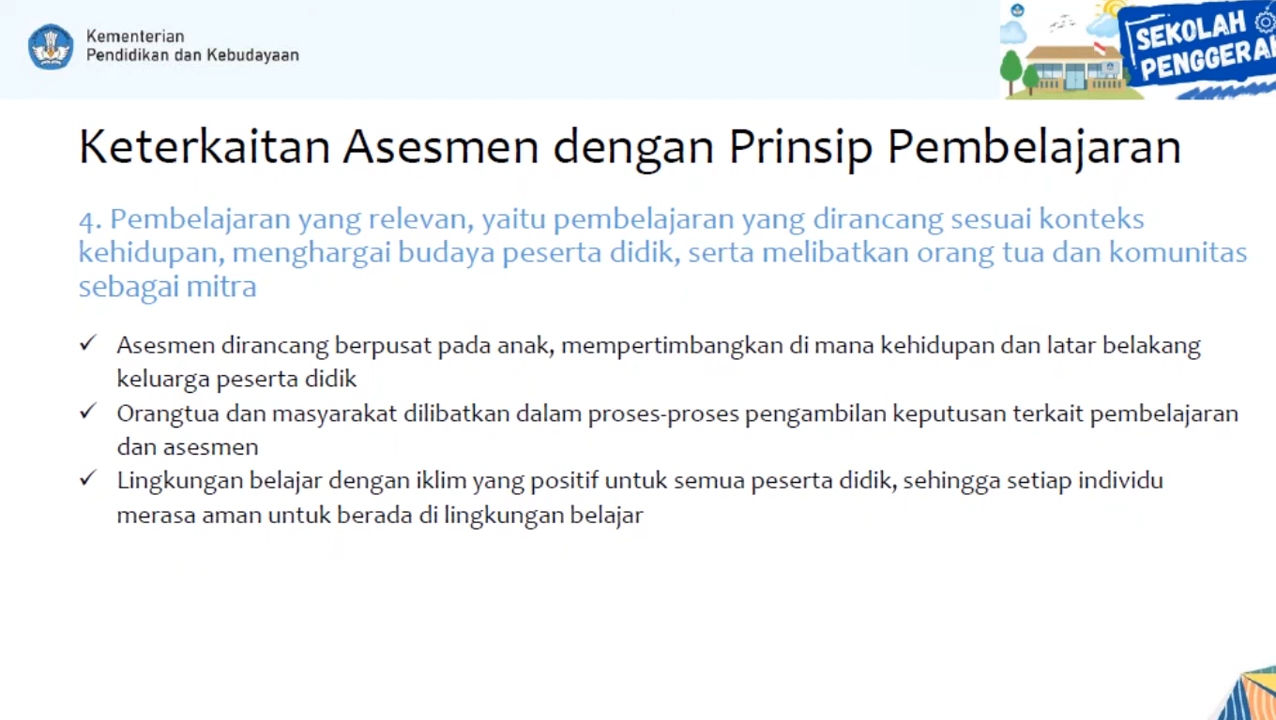 Kementerian
Pendidikan dan Kebudayaan
SEKOLAH
Keterkaitan Asesmen dengan Prinsip Pembelajaran
4. Pembelajaran yang relevan, yaitu pembelajaran yang dirancang sesuai konteks
kehidupan, menghargai budaya peserta didik, serta melibatkan orang tua dan komunitas
sebagai mitra
✓ Asesmen dirancang berpusat pada anak, mempertimbangkan di mana kehidupan dan latar belakang
keluarga peserta didik
✓ Orangtua dan masyarakat dilibatkan dalam proses-proses pengambilan keputusan terkait pembelajaran
dan asesmen
✓ Lingkungan belajar dengan iklim yang positif untuk semua peserta didik, sehingga setiap individu
merasa aman untuk berada di lingkungan belajar